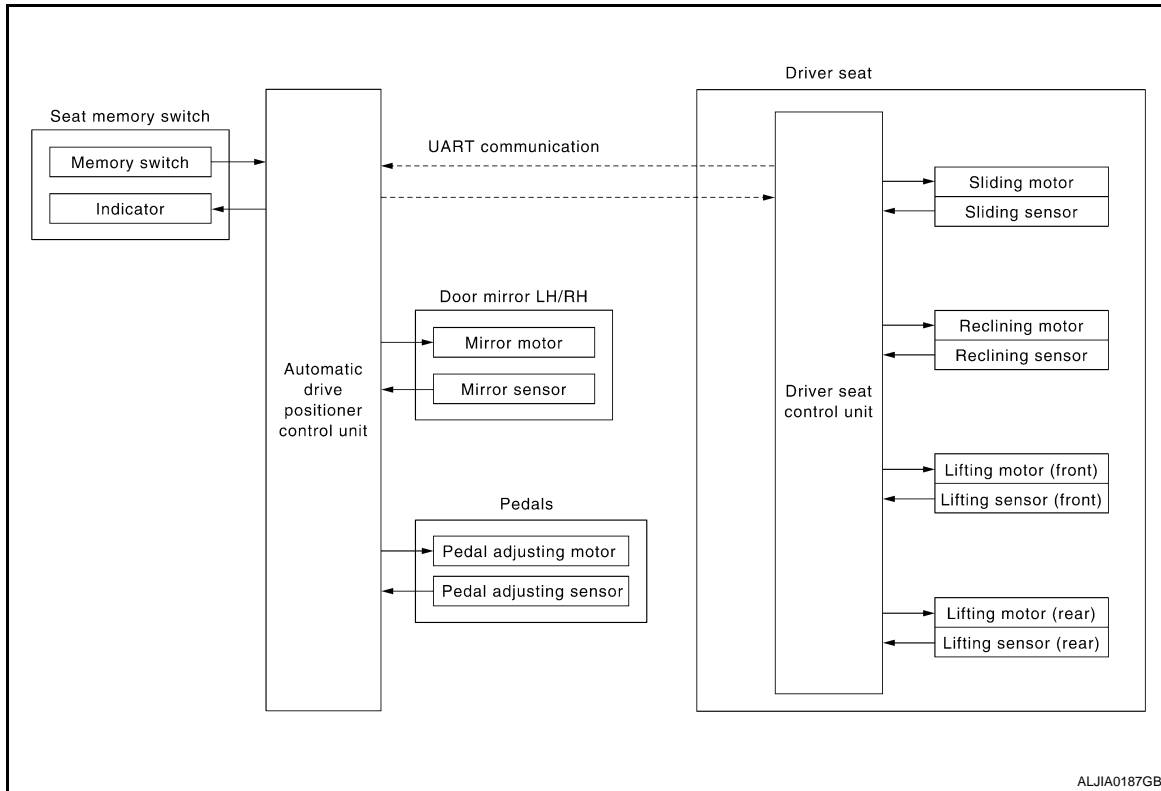 Driver seat
Seat memory switch
Memory switch
Indicator
UART communication
Sliding motor
Sliding sensor
Door mirror LH/RH
Mirror motor
Mirror sensor
Reclining motor
Reclining sensor
Automatic
drive
positioner
control unit
Driver seat
control unit
Lifting motor (front)
Lifting sensor (front)
Pedals
Pedal adjusting motor
Pedal adjusting sensor
Lifting motor (rear)
Lifting sensor (rear)
ALJIA0187GB